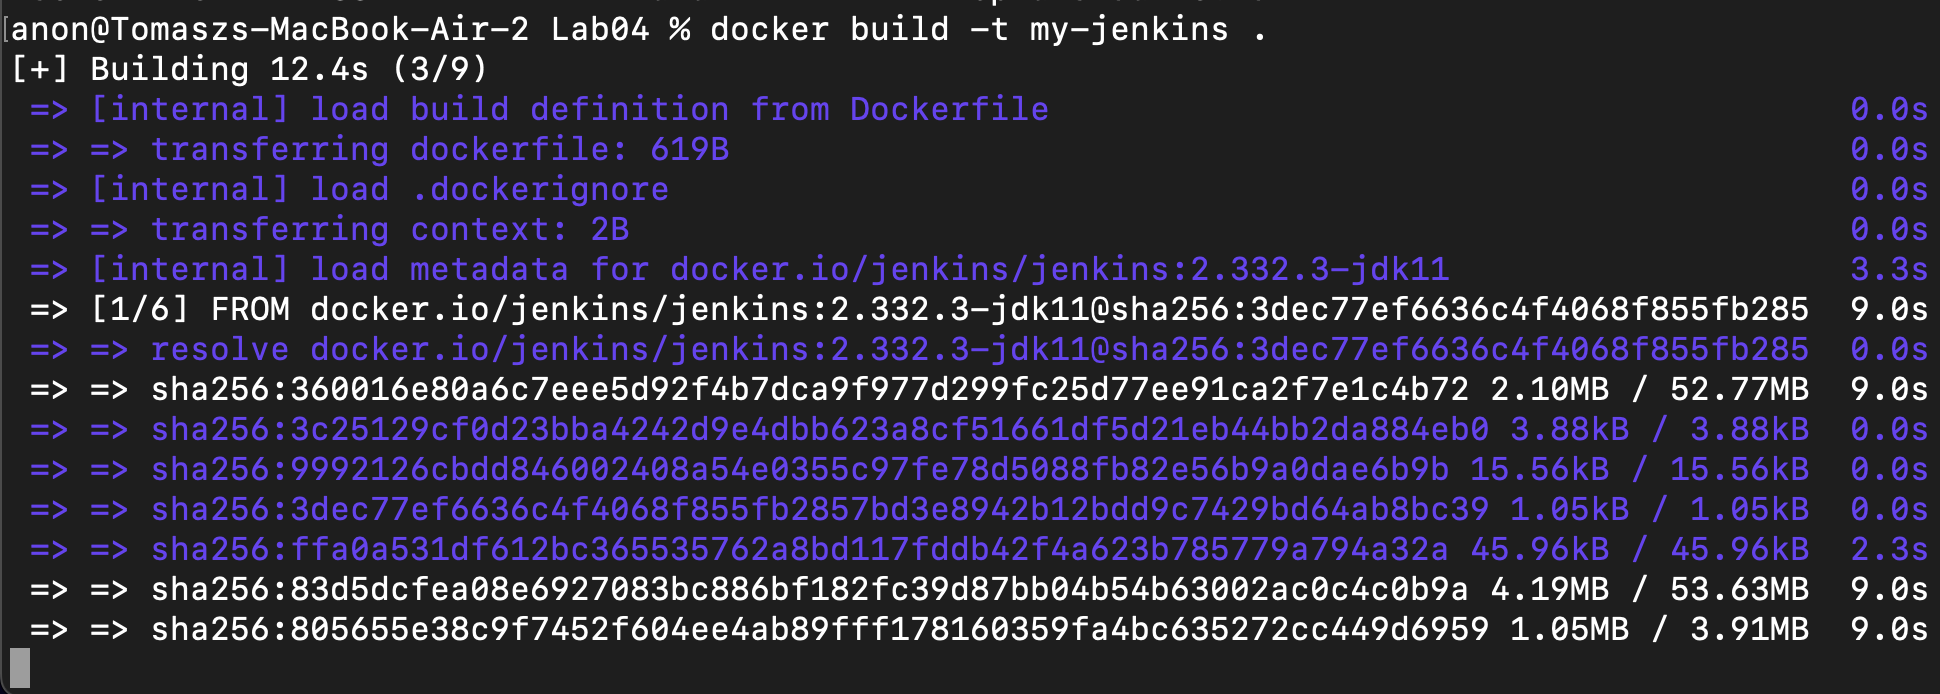 [anon@Tomaszs-MacBook-Air-2 Lab04 % docker build -t my-jenkins .
[+] Building 12.4s (3/9)
=> [internal] load build definition from Dockerfile 0.0s
=> => transferring dockerfile: 619B 0.0s
=> [internal] load .dockerignore 0.0s
=> => transferring context: 2B 0.0s
=> [internal] load metadata for docker.io/jenkins/jenkins:2.332.3-jdk11 3.3s
=> [1/6] FROM docker.io/jenkins/jenkins:2.332.3-jdk11@sha256:3dec77ef6636c4f4068f855fb285 9.0s
=> => resolve docker.io/jenkins/jenkins:2.332.3-jdk11@sha256:3dec77ef6636c4f4068f855fb285 0.0s
=> => sha256:360016e80a6c7eee5d92f4b7dca9f977d299fc25d77ee91ca2f7e1c4b72 2.10MB / 52.77MB 9.0s
=> => sha256:3c25129cf0d23bba4242d9e4dbb623a8cf51661df5d21eb44bb2da884eb0 3.88kB / 3.88kB 0.0s
=> => sha256:9992126cbdd846002408a54e0355c97fe78d5088fb82e56b9a0dae6b9b 15.56kB / 15.56kB 0.0s
=> => sha256:3dec77ef6636c4f4068f855fb2857bd3e8942b12bdd9c7429bd64ab8bc39 1.05kB / 1.05kB 0.0s
=> => sha256:ffa0a531df612bc365535762a8bd117fddb42f4a623b785779a794a32a 45.96kB / 45.96kB 2.3s
=> => sha256:83d5dcfea08e6927083bc886bf182fc39d87bb04b54b63002ac0c4c0b9a 4.19MB / 53.63MB 9.0s
=> => sha256:805655e38c9f7452f604ee4ab89fff178160359fa4bc635272cc449d6959 1.05MB / 3.91MB 9.0s